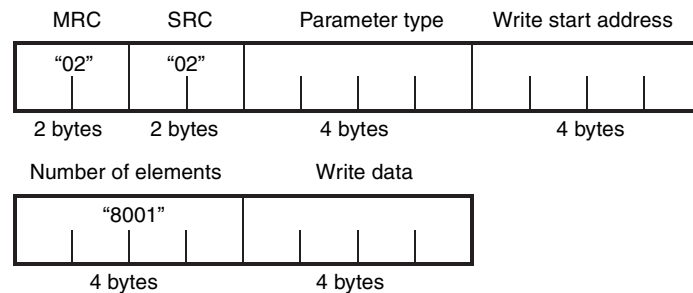 MRC SRC Parameter type Write start address
“02” “02”
2 bytes 2 bytes 4 bytes 4 bytes
Number of elements Write data
“8001”
4 bytes 4 bytes